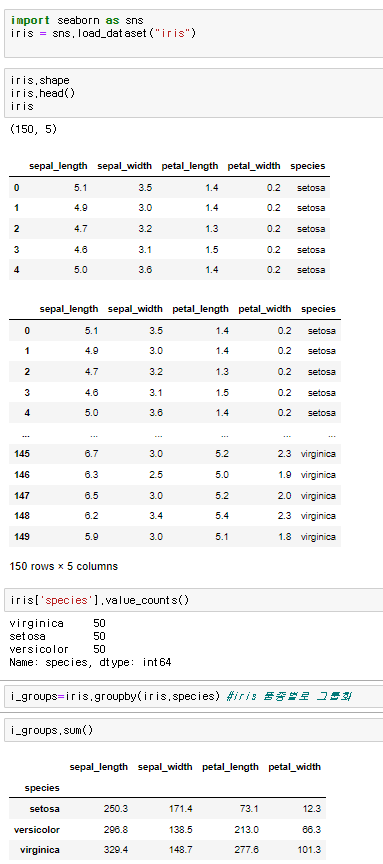 import seaborn as sns
iris = sns.load_dataset("iris")
iris.shape
iris.head()
iris
(150, 5)
sepal_length sepal_width petal_length petal_width species
0 5.1 3.5 1.4 0.2 setosa
1 4.9 3.0 1.4 0.2 setosa
2 4.7 3.2 1.3 0.2 setosa
3 4.6 3.1 1.5 0.2 setosa
4 5.0 3.6 1.4 0.2 setosa
sepal_length sepal_width petal_length petal_width species
0 5.1 3.5 1.4 0.2 setosa
1 4.9 3.0 1.4 0.2 setosa
2 4.7 3.2 1.3 0.2 setosa
3 4.6 3.1 1.5 0.2 setosa
4 5.0 3.6 1.4 0.2 setosa
... ... ... ... ... ...
145 6.7 3.0 5.2 2.3 virginica
146 6.3 2.5 5.0 1.9 virginica
147 6.5 3.0 5.2 2.0 virginica
148 6.2 3.4 5.4 2.3 virginica
149 5.9 3.0 5.1 1.8 virginica
150 rows × 5 columns
iris['species'].value_counts()
virginica 50
setosa 50
versicolor 50
Name: species, dtype: int64
i_groups=iris.groupby(iris.species) #iris 품종별로 그룹화
i_groups.sum()
sepal_length sepal_width petal_length petal_width
species
setosa 250.3 171.4 73.1 12.3
versicolor 296.8 138.5 213.0 66.3
virginica 329.4 148.7 277.6 101.3